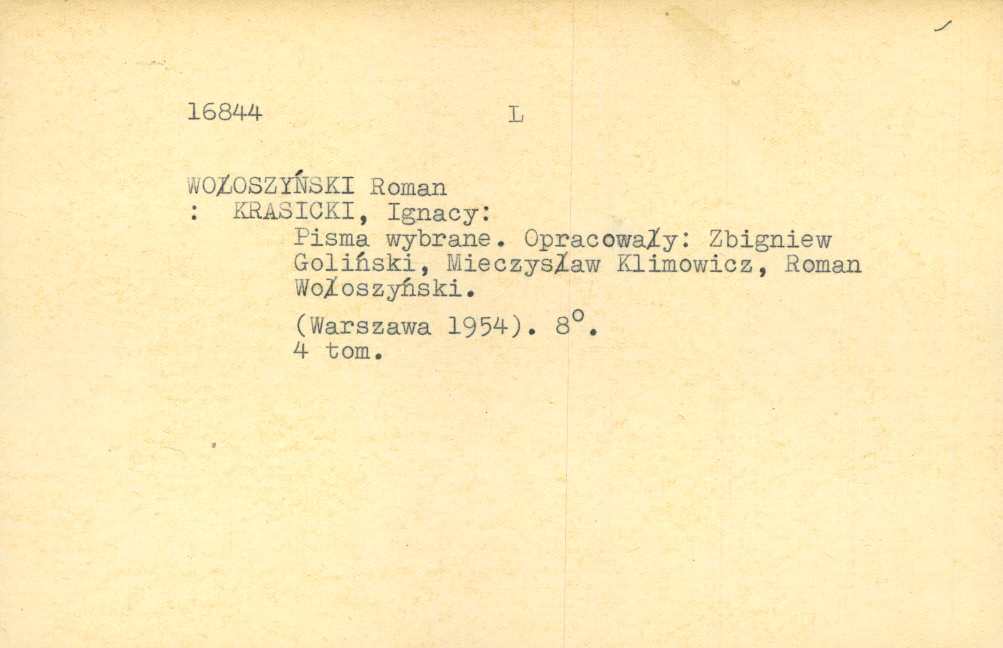 16844 L
WOŁOSZYŃSKI Roman
: KRASICKI, Ignacy:
Pisma wybrane. Opracowały: Zbigniew
Goliński, Mieczysław Klimowicz, Roman
Wołoszyński.
(Warszawa 1954). 8°.
4 tom.